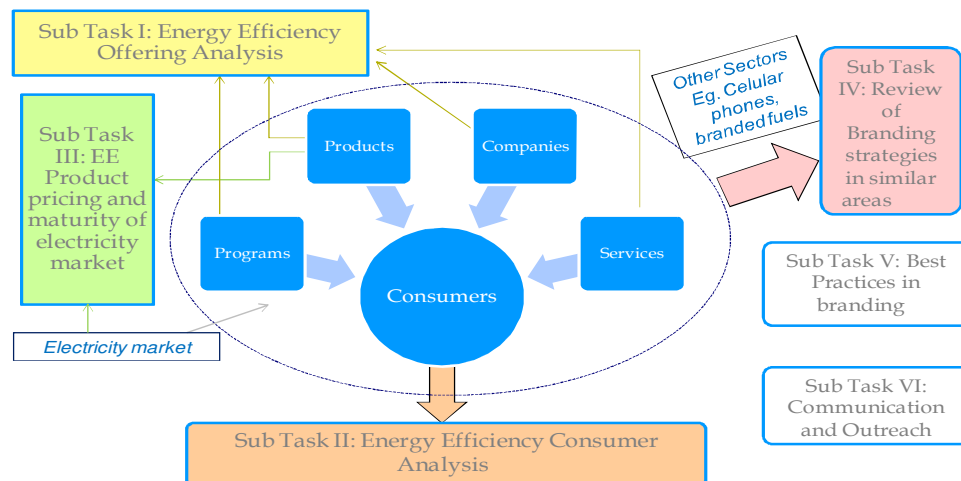 Sub Task I: Energy Efficiency
Offering Analysis
Other Sectors
Eg. Celular
phones,
branded fuels
Sub Task
IV: Review
of
Branding
strategies
in similar
areas
Sub Task
III: EE
Product
pricing and
maturity of
electricity
market
Products
Companies
Programs
Services
Consumers
Electricity market
Sub Task V: Best
Practices in
branding
Sub Task VI:
Communication
and Outreach
Sub Task II: Energy Efficiency Consumer
Analysis